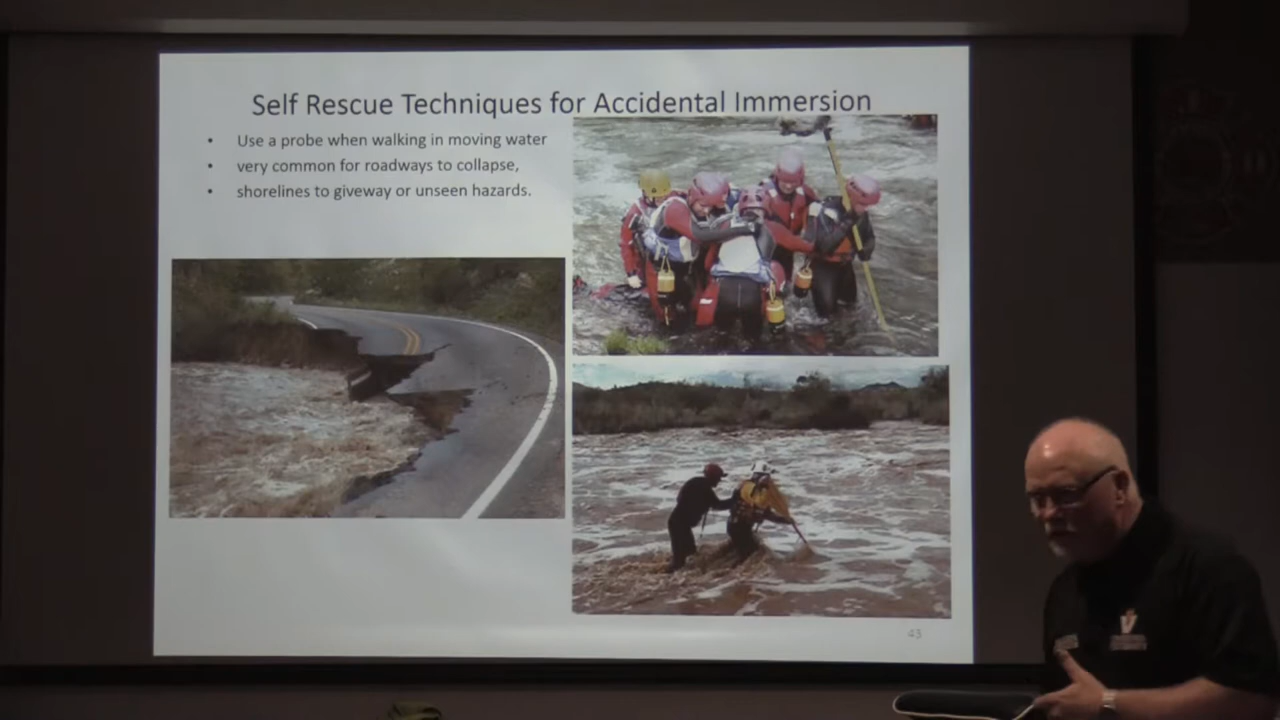 Self Rescue Techniques for Accidental Immersion
• Use a probe when walking in moving water
• very common for roadways to collapse,
• shorelines to giveway or unseen hazards.
43